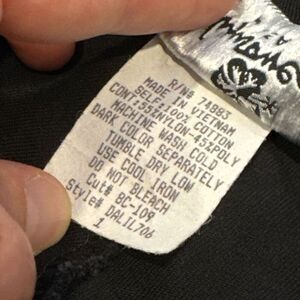 R/N# 74883
MADE IN VIETNAM
SELF:100% COTTON
CONT:55%NYLON-45%POLY
MACHINE WASH COLD
DARK COLOR SEPARATELY
TUMBLE DRY LOW
USE COOL IRON
DO NOT BLEACH
Cut# BC-109
Style# DALIL706
1